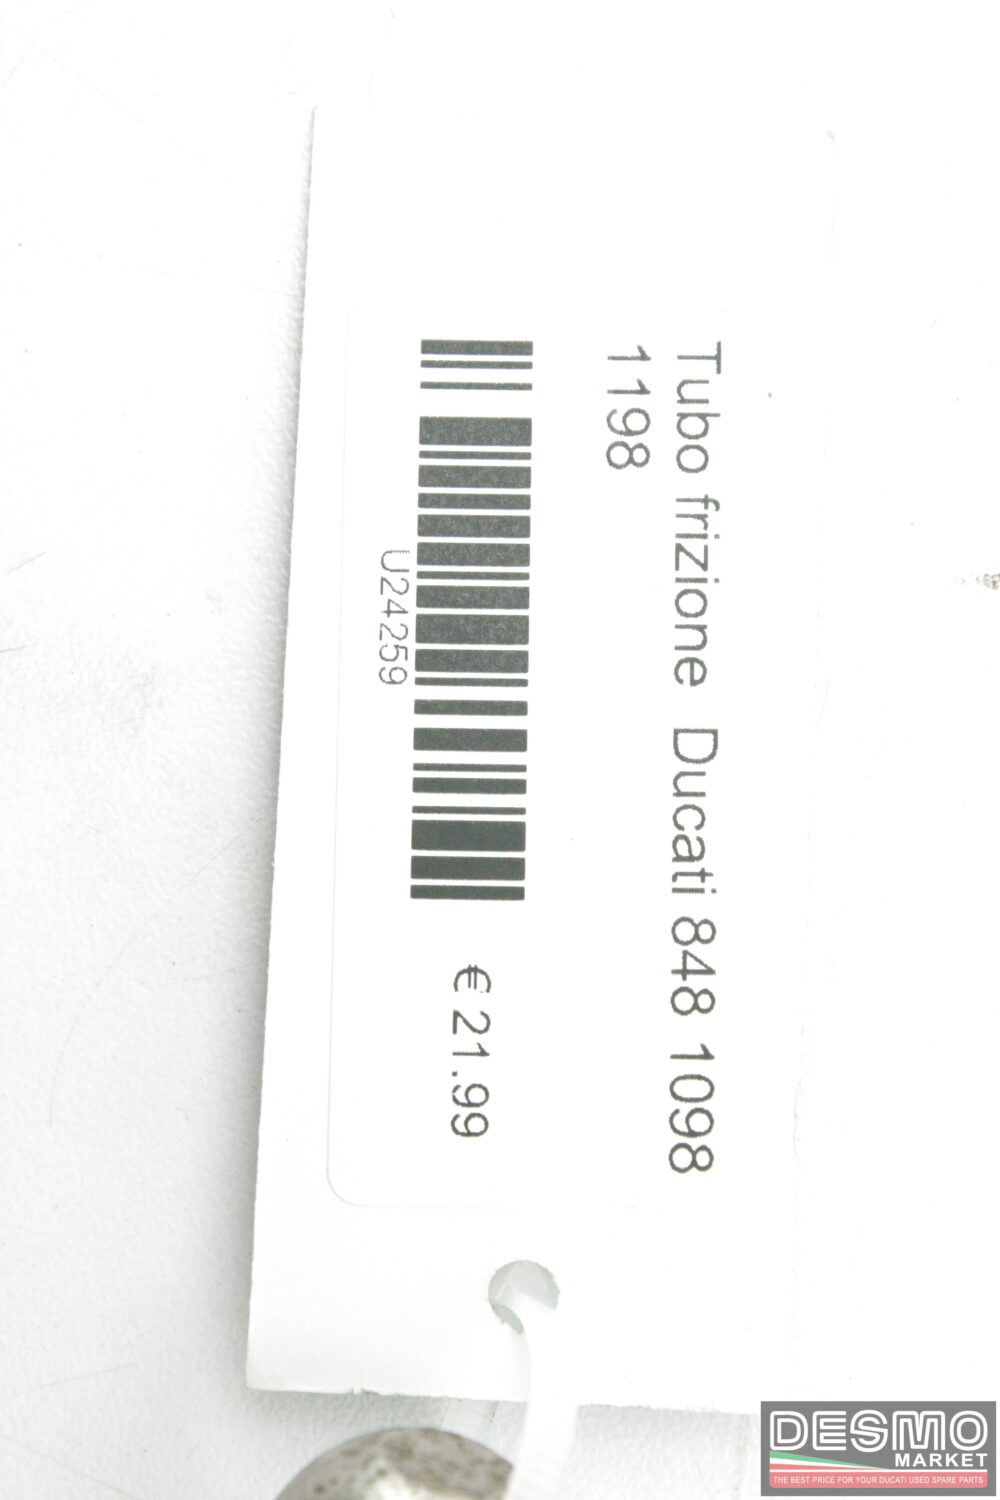 Tubo frizione Ducati 848 1098
1198
U24259
€ 21.99
DESMO
MARKET
THE BEST PRICE FOR YOUR DUCATI USED SPARE PARTS